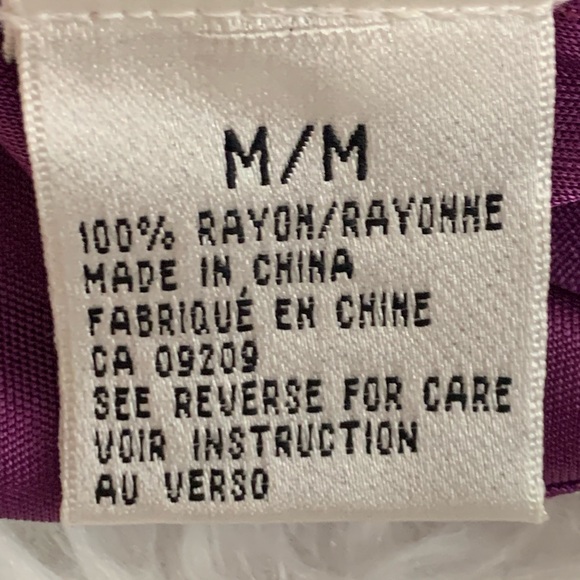 M/M
100% RAYON/RAYONNE
MADE IN CHINA
FABRIQUÉ EN CHINE
CA 09209
SEE REVERSE FOR CARE
VOIR INSTRUCTION
AU VERSO